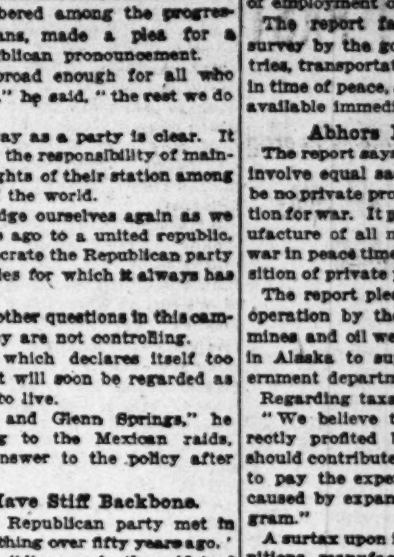 bered among the progres-
ans, made a plea for a
blican pronouncement.
broad enough for all who
," he said, "the rest we do
ay as a party is clear. It
the responsibility of main-
ghts of their station among
the world.
dge ourselves again as we
ago to a united republic.
crate the Republican party
les for which it always has
other questions in this cam-
y are not controlling.
which declares itself too
t will soon be regarded as
to live.
and Glenn Springs," he
g to the Mexican raids,
nswer to the policy after
Have Stiff Backbone.
Republican party met in
thing over fifty years ago.
of employment o
The report fa
survey by the go
tries, transportat
in time of peace,
available immedi
Abhors
The report says
involve equal sa
be no private pro
tion for war. It p
ufacture of all m
war in peace time
sition of private
The report plec
operation by the
mines and oil we
in Alaska to su
ernment departm
Regarding taxa
"We believe t
rectly profited
should contribute
to pay the expe
caused by expan
gram."
A surtax upon